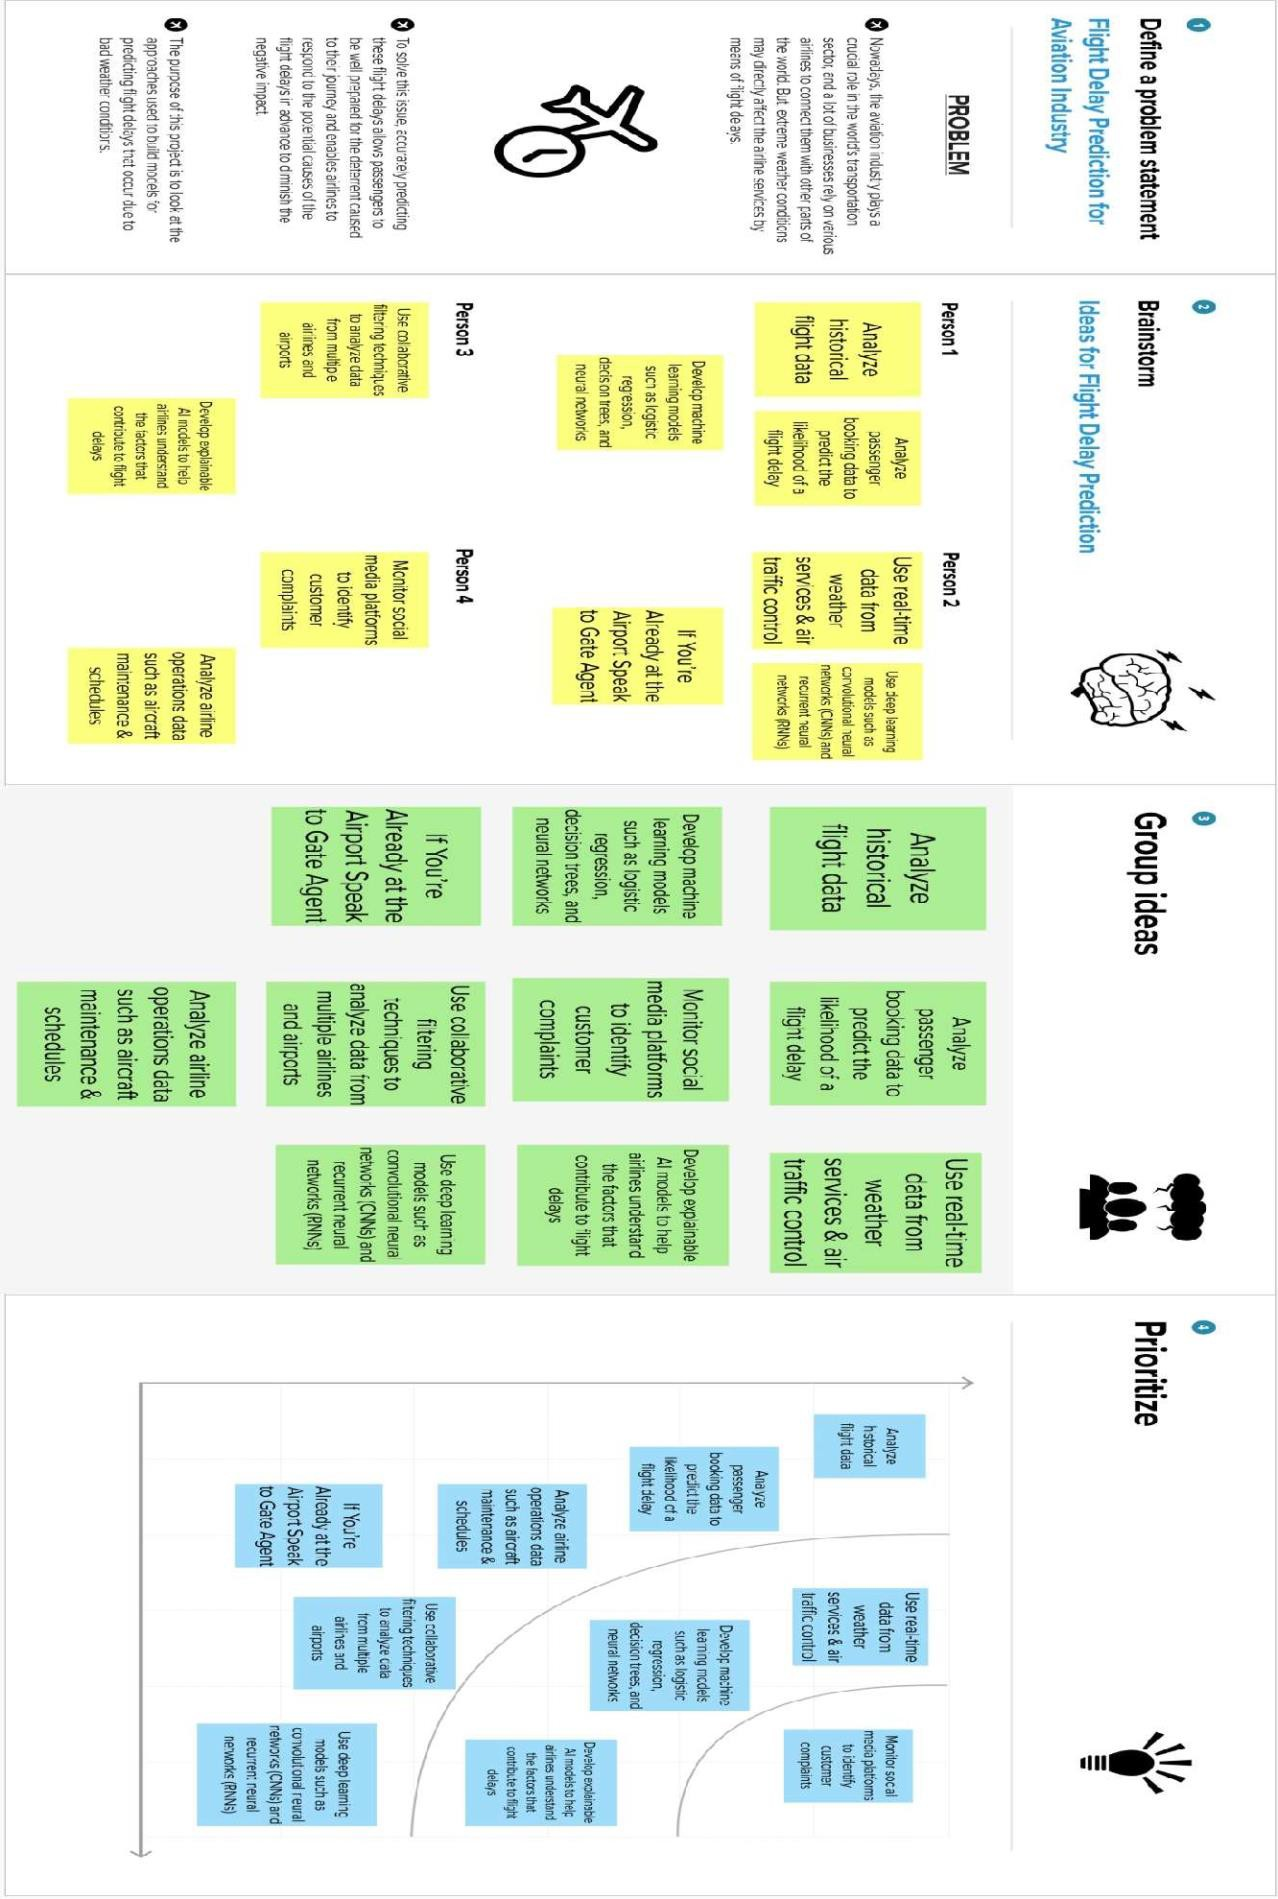 1
Define a problem statement
Flight Delay Prediction for
Aviation Industry
PROBLEM
Nowadays, the aviation industry plays a
crucial role in the world's transportation
sector, and a lot of businesses rely on various
airlines to connect them with other parts of
the world. But extreme weather conditions
may directly affect the airline services by
means of flight delays.
To solve this issue, accurately predicting
these flight delays allows passengers to
be well prepared for the deterrent caused
to their journey and enables airlines to
respond to the potential causes of the
flight delays in advance to diminish the
negative impact.
The purpose of this project is to look at the
approaches used to build models for
predicting flight delays that occur due to
bad weather conditions.
2
Brainstorm
Ideas for Flight Delay Prediction
Person 1
Analyze
historical
flight data
Analyze
passenger
booking data to
predict the
likelihood of a
flight delay
Develop machine
learning models
such as logistic
regression,
decision trees, and
neural networks
Person 2
Use real-time
data from
weather
services & air
traffic control
Use deep learning
models such as
convolutional neural
networks (CNNs) and
recurrent neural
networks (RNNs)
If You're
Already at the
Airport Speak
to Gate Agent
Person 3
Use collaborative
filtering techniques
to analyze data
from multiple
airlines and
airports
Develop explainable
AI models to help
airlines understand
the factors that
contribute to flight
delays
Person 4
Monitor social
media platforms
to identify
customer
complaints
Analyze airline
operations data
such as aircraft
maintenance &
schedules
3
Group ideas
Analyze
historical
flight data
Analyze
passenger
booking data to
predict the
likelihood of a
flight delay
Use real-time
data from
weather
services & air
traffic control
Develop machine
learning models
such as logistic
regression,
decision trees, and
neural networks
Monitor social
media platforms
to identify
customer
complaints
Develop explainable
AI models to help
airlines understand
the factors that
contribute to flight
delays
If You're
Already at the
Airport Speak
to Gate Agent
Use collaborative
filtering
techniques to
analyze data from
multiple airlines
and airports
Use deep learning
models such as
convolutional neural
networks (CNNs) and
recurrent neural
networks (RNNs)
Analyze airline
operations data
such as aircraft
maintenance &
schedules
4
Prioritize
Analyze
historical
flight data
Use real-time
data from
weather
services & air
traffic control
Monitor social
media platforms
to identify
customer
complaints
Analyze
passenger
booking data to
predict the
likelihood of a
flight delay
Develop machine
learning models
such as logistic
regression,
decision trees, and
neural networks
Analyze airline
operations data
such as aircraft
maintenance &
schedules
Develop explainable
AI models to help
airlines understand
the factors that
contribute to flight
delays
If You're
Already at the
Airport Speak
to Gate Agent
Use collaborative
filtering techniques
to analyze data
from multiple
airlines and
airports
Use deep learning
models such as
convolutional neural
networks (CNNs) and
recurrent neural
networks (RNNs)